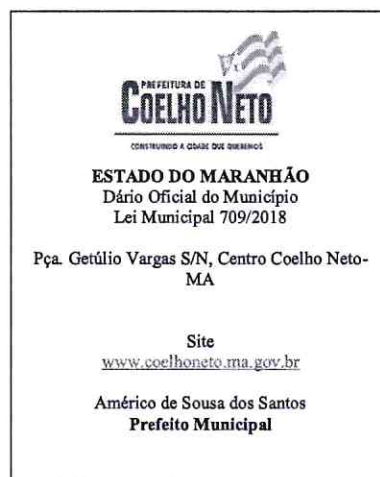 PREFEITURA DE
COELHO NETO
CONSTRUINDO A CIDADE QUE QUEREMOS
ESTADO DO MARANHÃO
Dário Oficial do Município
Lei Municipal 709/2018
Pça. Getúlio Vargas S/N, Centro Coelho Neto-
MA
Site
www.coelhoneto.ma.gov.br
Américo de Sousa dos Santos
Prefeito Municipal